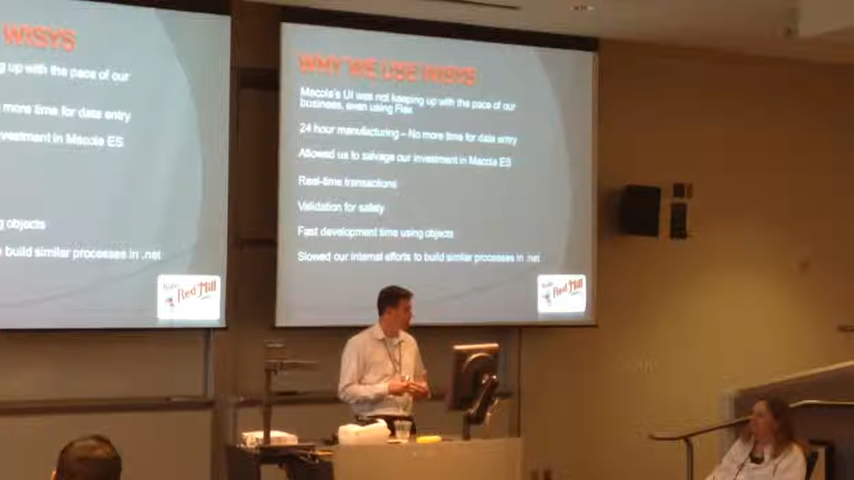 WISYS
g up with the pace of our
more time for data entry
vestment in Macola ES
g objects
build similar processes in .net
Red Mill
WHY WE USE WISYS
Macola's UI was not keeping up with the pace of our
business, even using Flex
24 hour manufacturing – No more time for data entry
Allowed us to salvage our investment in Macola ES
Real-time transactions
Validation for safety
Fast development time using objects
Slowed our internal efforts to build similar processes in .net
Bob's
Red Mill